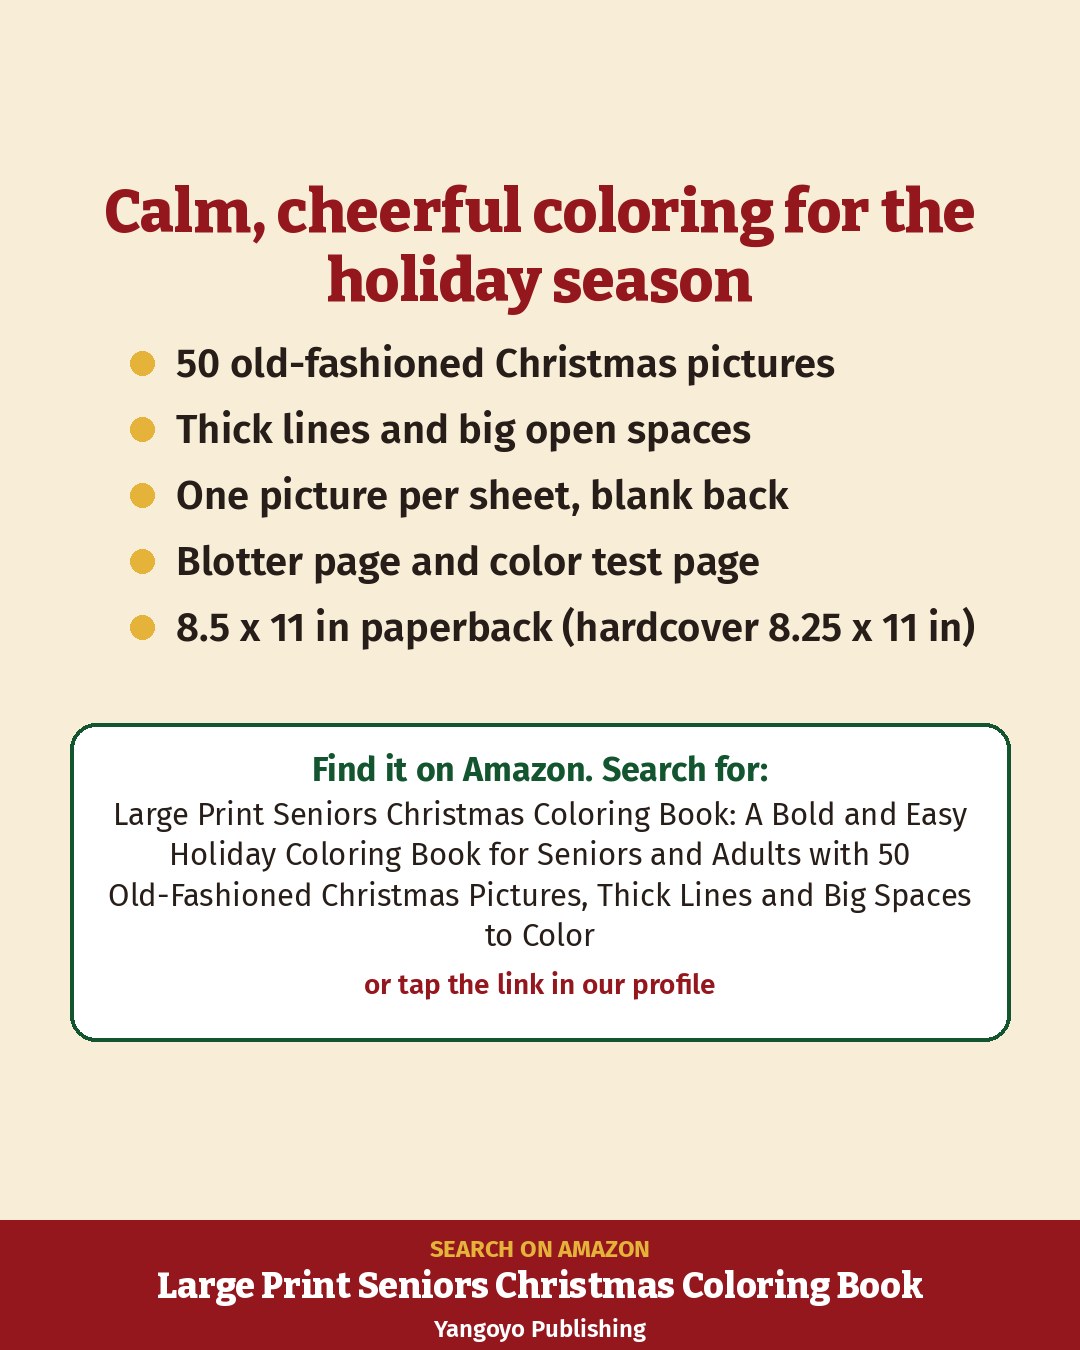 Calm, cheerful coloring for the
holiday season
50 old-fashioned Christmas pictures
Thick lines and big open spaces
One picture per sheet, blank back
Blotter page and color test page
8.5 x 11 in paperback (hardcover 8.25 x 11 in)
Find it on Amazon. Search for:
Large Print Seniors Christmas Coloring Book: A Bold and Easy
Holiday Coloring Book for Seniors and Adults with 50
Old-Fashioned Christmas Pictures, Thick Lines and Big Spaces
to Color
or tap the link in our profile
SEARCH ON AMAZON
Large Print Seniors Christmas Coloring Book
Yangoyo Publishing